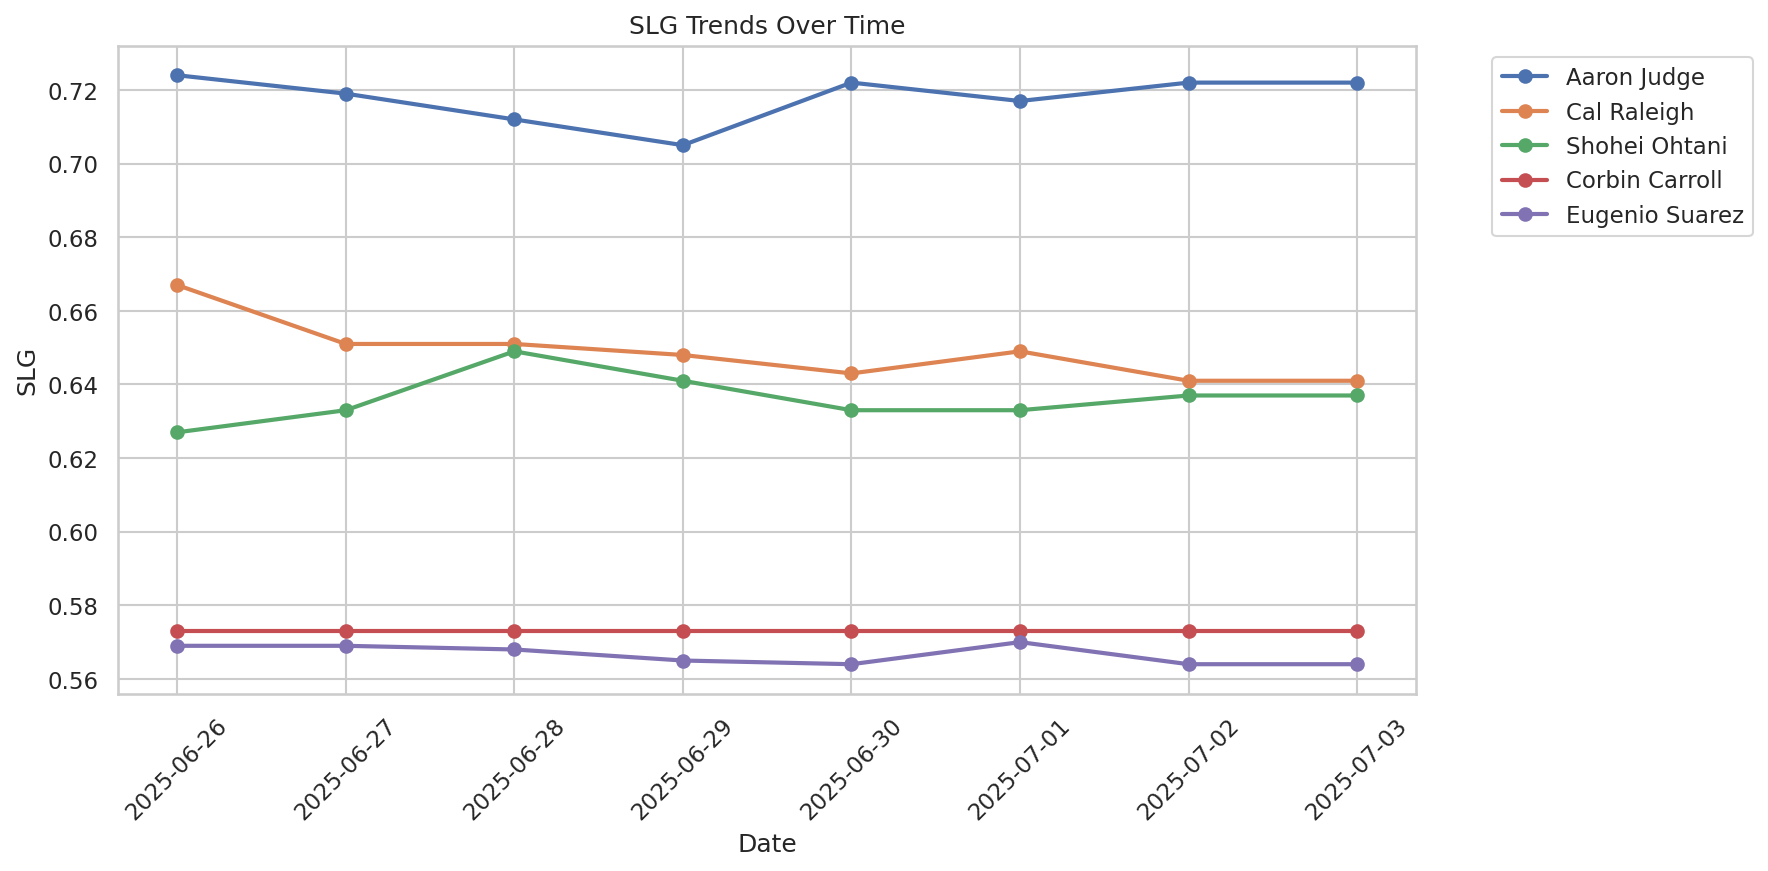 SLG Trends Over Time
SLG
0.72
0.70
0.68
0.66
0.64
0.62
0.60
0.58
0.56
2025-06-26
2025-06-27
2025-06-28
2025-06-29
2025-06-30
2025-07-01
2025-07-02
2025-07-03
Date
Aaron Judge
Cal Raleigh
Shohei Ohtani
Corbin Carroll
Eugenio Suarez